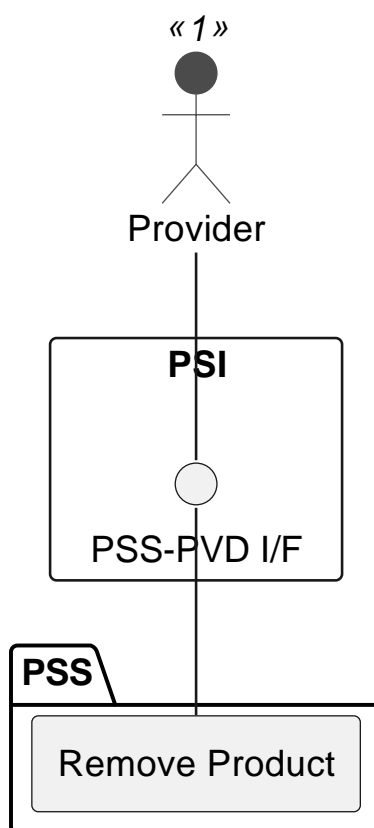 «1»
Provider
PSI
PSS-PVD I/F
PSS
Remove Product